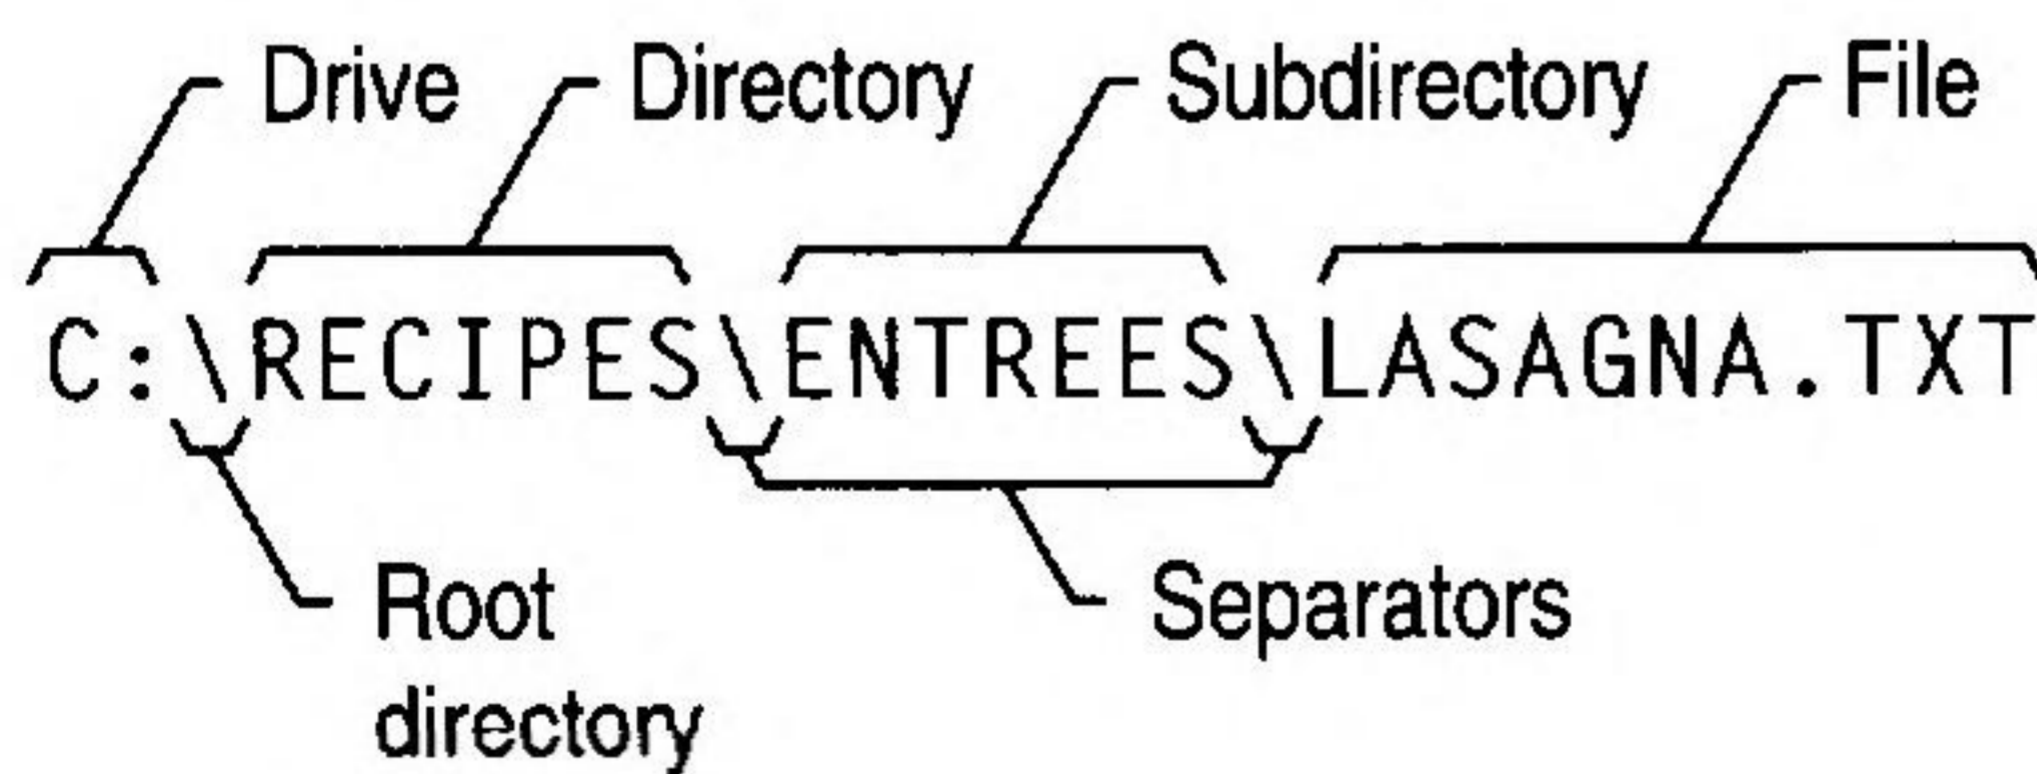 Drive Directory Subdirectory File
C:\RECIPES\ENTREES\LASAGNA.TXT
Root directory
Separators